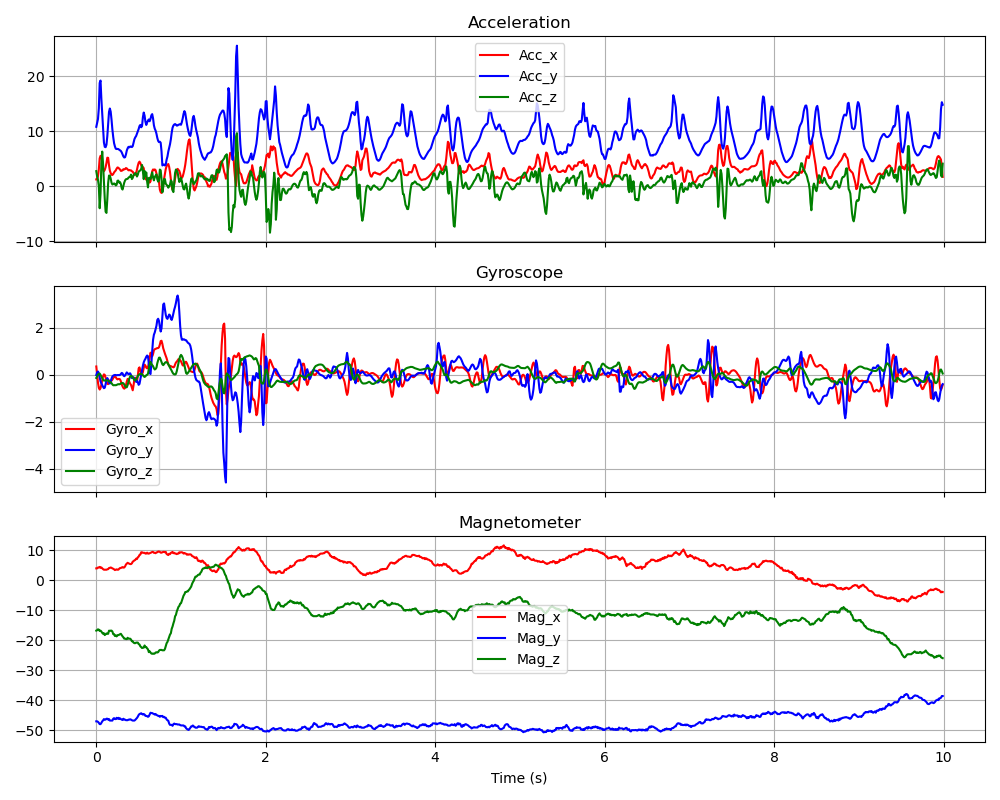 Acceleration
20
10
0
−10
Acc_x
Acc_y
Acc_z
Gyroscope
2
0
−2
−4
Gyro_x
Gyro_y
Gyro_z
Magnetometer
10
0
−10
−20
−30
−40
−50
Mag_x
Mag_y
Mag_z
0 2 4 6 8 10
Time (s)